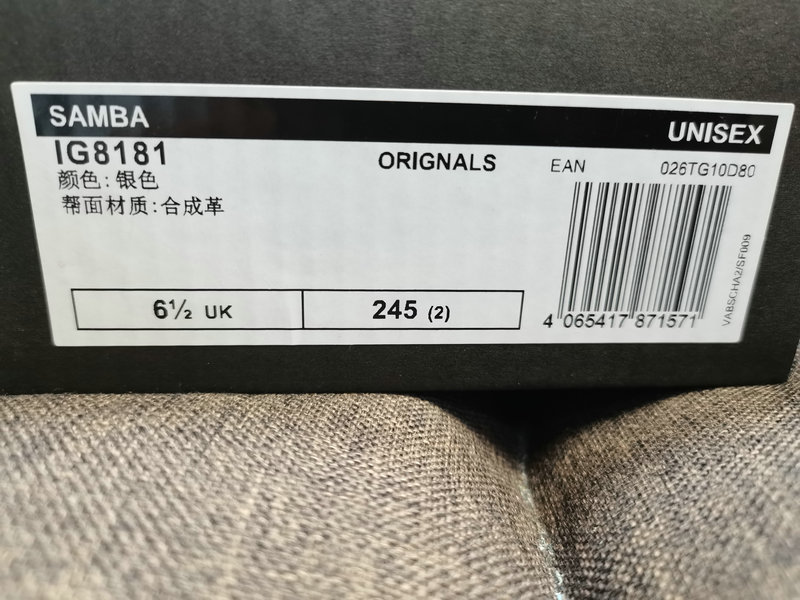 SAMBA
UNISEX
IG8181
ORIGNALS
EAN 026TG10D80
颜色: 银色
帮面材质: 合成革
6½ UK
245 (2)
4 065417 871571
VABSCHA2/SF009